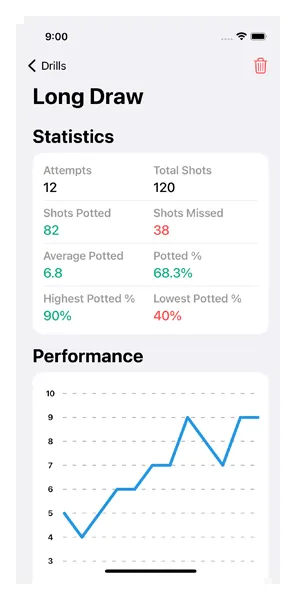 9:00
Drills
Long Draw
Statistics
Attempts Total Shots
12 120
Shots Potted Shots Missed
82 38
Average Potted Potted %
6.8 68.3%
Highest Potted % Lowest Potted %
90% 40%
Performance
10
9
8
7
6
5
4
3